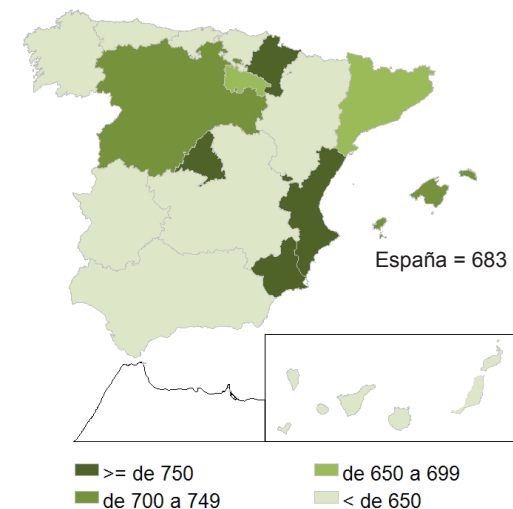 España = 683
>= de 750
de 700 a 749
de 650 a 699
< de 650